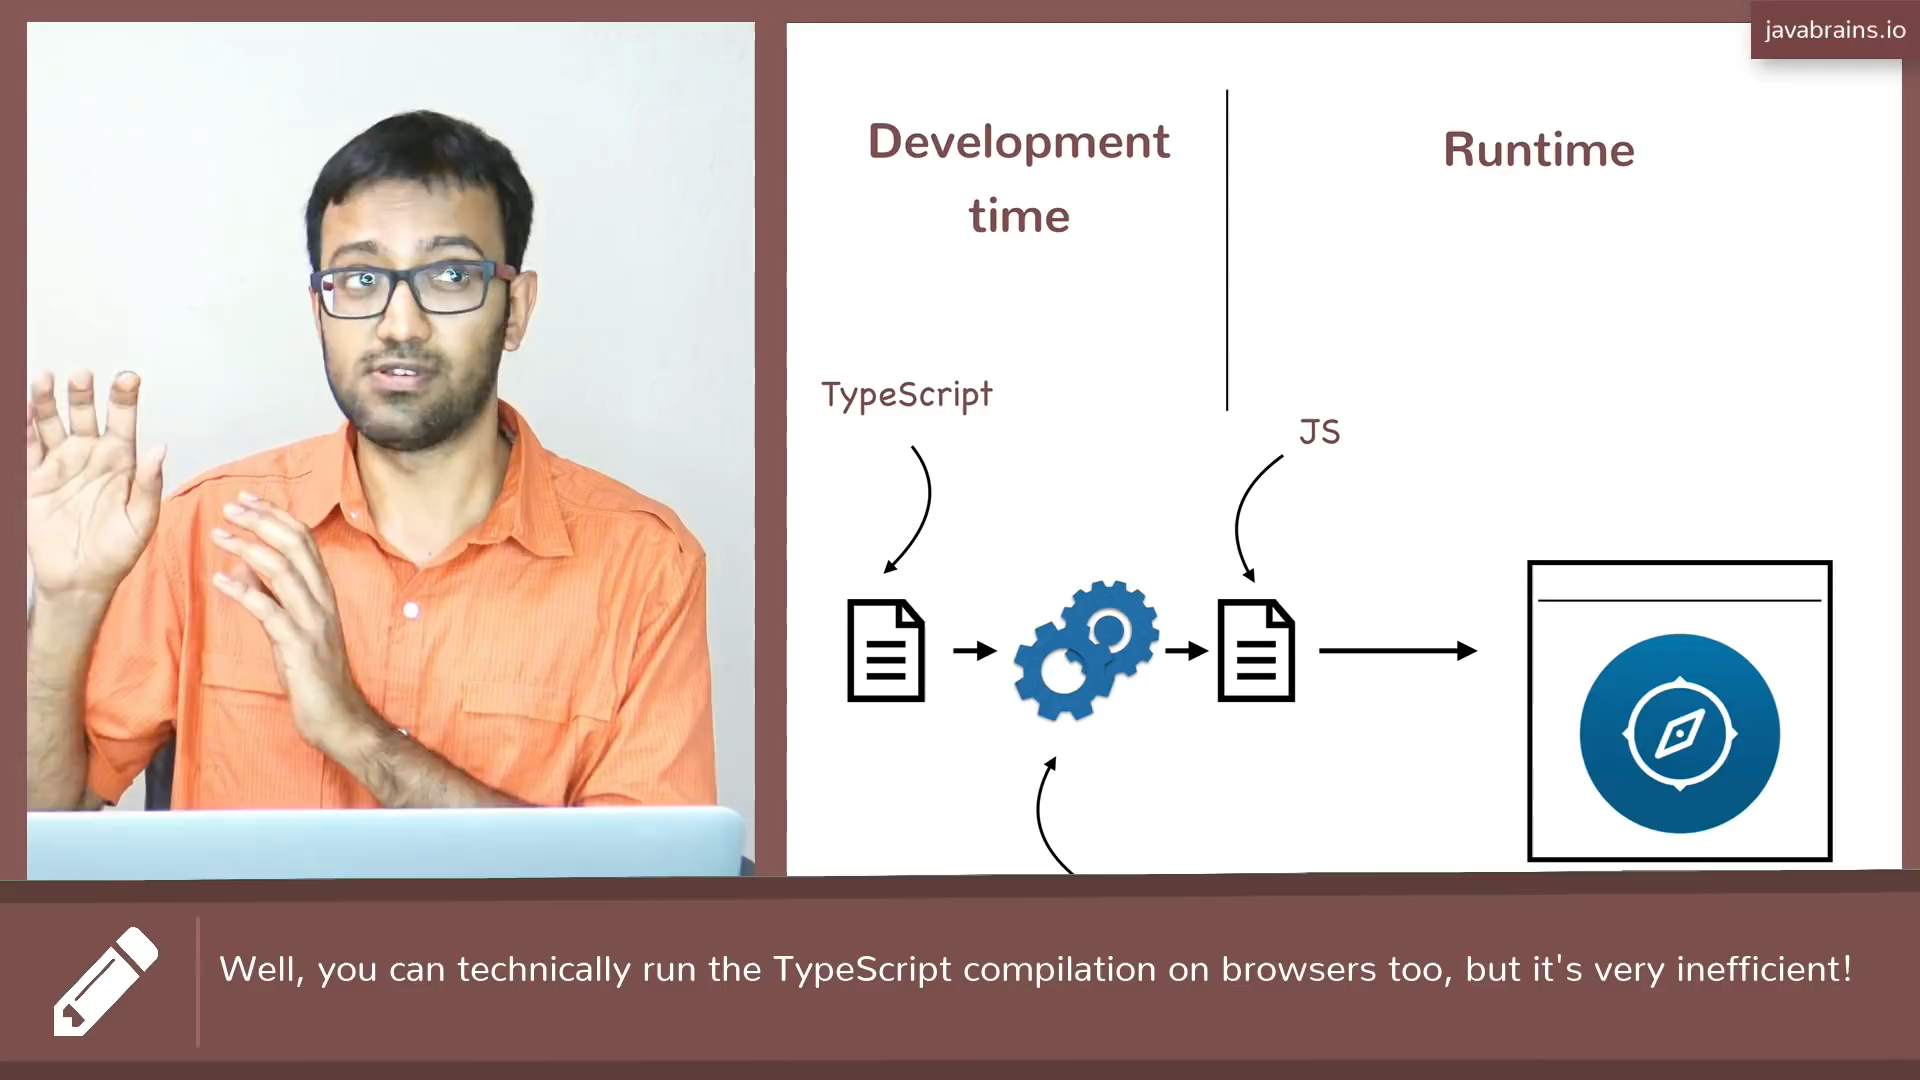 javabrains.io
Development
time
Runtime
TypeScript
JS
Well, you can technically run the TypeScript compilation on browsers too, but it's very inefficient!